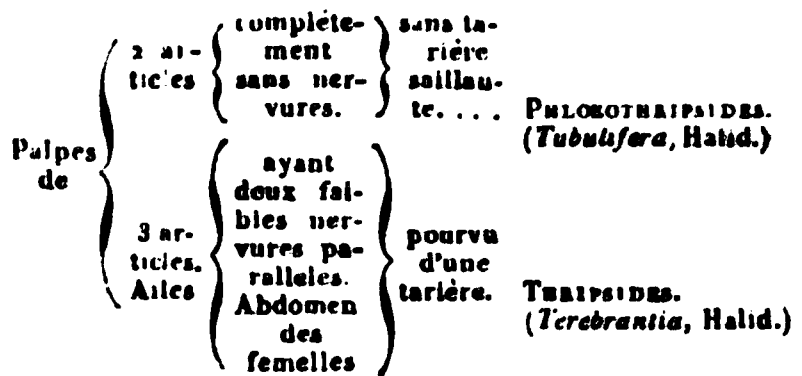 Palpes
de
2 ar-
ticles
complète-
ment
sans ner-
vures.
sans ta-
rière
saillan-
te. . . .
PHLOEOTHRIPSIDES.
(Tubulifera, Halid.)
3 ar-
ticles.
Ailes
ayant
doux fai-
bles ner-
vures pa-
rallèles.
Abdomen
des
femelles
pourvu
d'une
tarière.
THRIPSIDES.
(Terebrantia, Halid.)